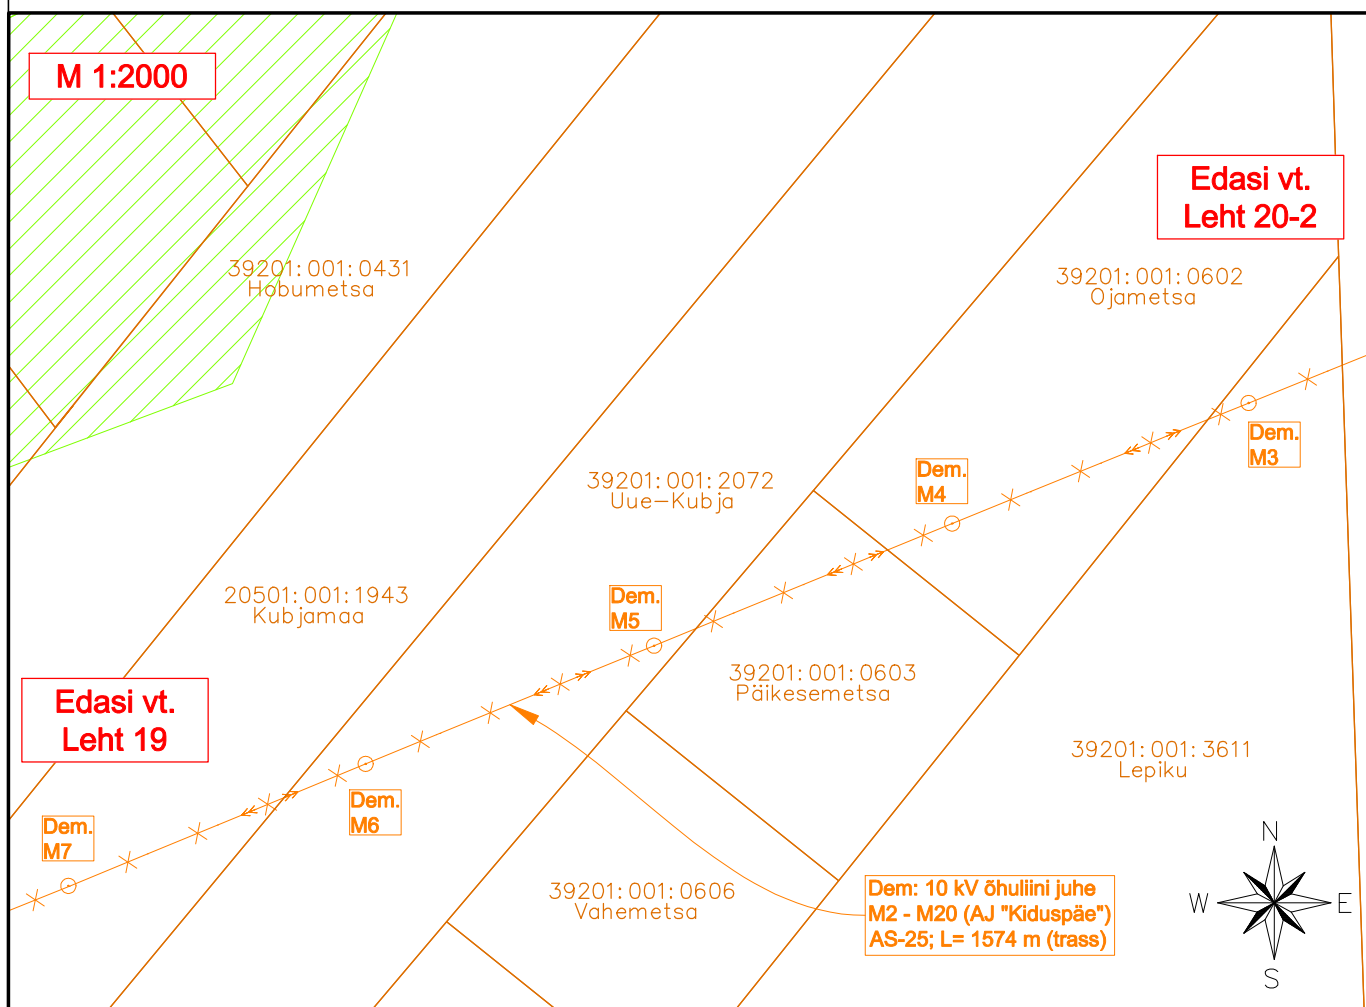 M 1:2000
Edasi vt.
Leht 20-2
39201:001:0431
Hobumetsa
39201:001:0602
Ojametsa
Dem.
M3
Dem.
M4
39201:001:2072
Uue-Kubja
20501:001:1943
Kubjamaa
Dem.
M5
39201:001:0603
Päikesemetsa
Edasi vt.
Leht 19
39201:001:3611
Lepiku
Dem.
M6
Dem.
M7
39201:001:0606
Vahemetsa
Dem: 10 kV õhuliini juhe
M2 - M20 (AJ "Kiduspäe")
AS-25; L= 1574 m (trass)
N
W
E
S